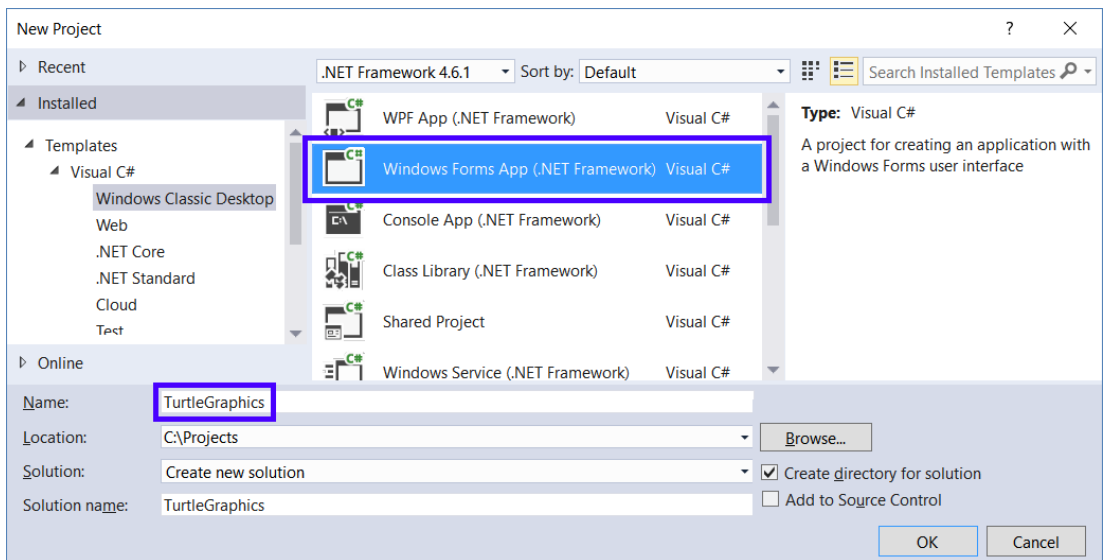 New Project
?
Recent
Installed
Templates
Visual C#
Windows Classic Desktop
Web
.NET Core
.NET Standard
Cloud
Test
Online
.NET Framework 4.6.1 Sort by: Default
Search Installed Templates
C# WPF App (.NET Framework) Visual C#
C# Windows Forms App (.NET Framework) Visual C#
C# Console App (.NET Framework) Visual C#
C# Class Library (.NET Framework) Visual C#
C# Shared Project Visual C#
C# Windows Service (.NET Framework) Visual C#
Type: Visual C#
A project for creating an application with
a Windows Forms user interface
Name: TurtleGraphics
Location: C:\Projects Browse...
Solution: Create new solution Create directory for solution
Solution name: TurtleGraphics Add to Source Control
OK Cancel